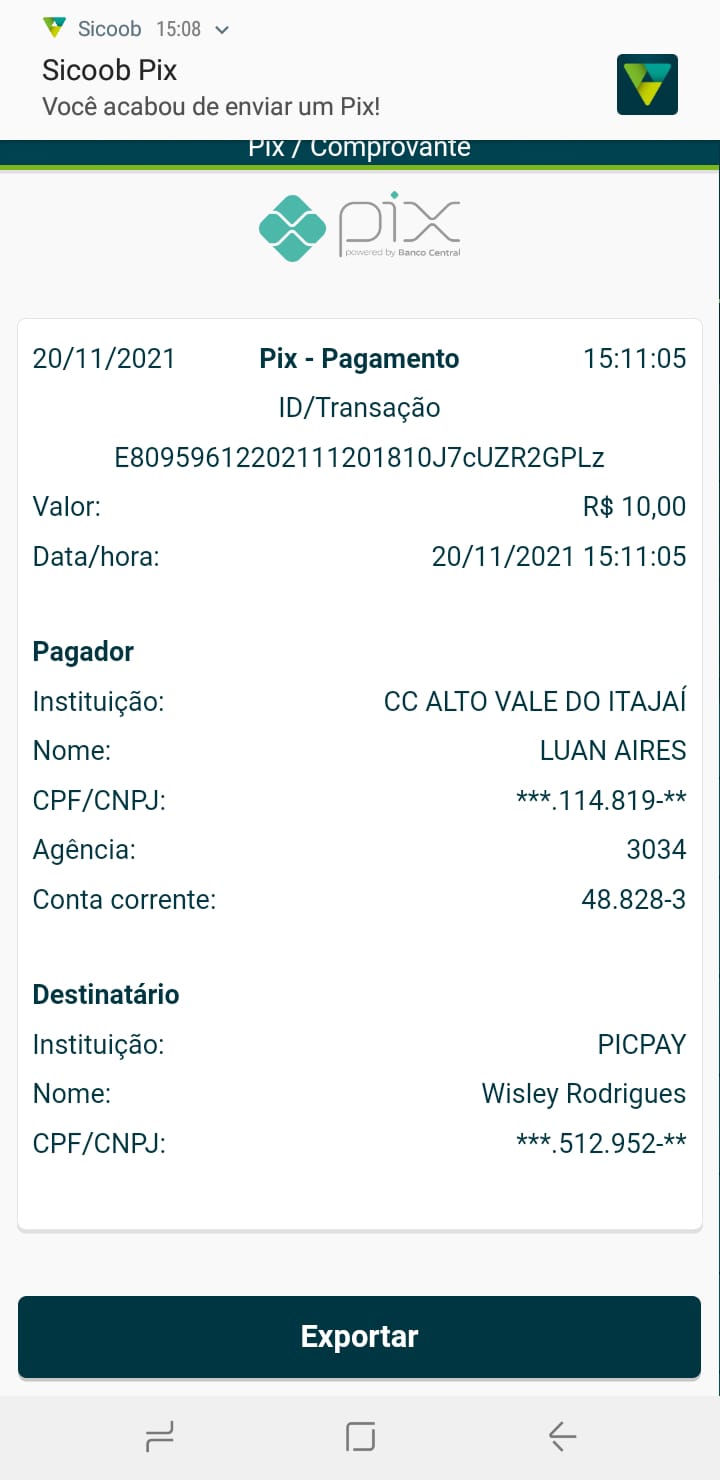 Sicoob 15:08
Sicoob Pix
Você acabou de enviar um Pix!
Pix / Comprovante
pix
powered by Banco Central
20/11/2021 Pix - Pagamento 15:11:05
ID/Transação
E80959612202111201810J7cUZR2GPLz
Valor: R$ 10,00
Data/hora: 20/11/2021 15:11:05
Pagador
Instituição: CC ALTO VALE DO ITAJAÍ
Nome: LUAN AIRES
CPF/CNPJ: ***.114.819-**
Agência: 3034
Conta corrente: 48.828-3
Destinatário
Instituição: PICPAY
Nome: Wisley Rodrigues
CPF/CNPJ: ***.512.952-**
Exportar